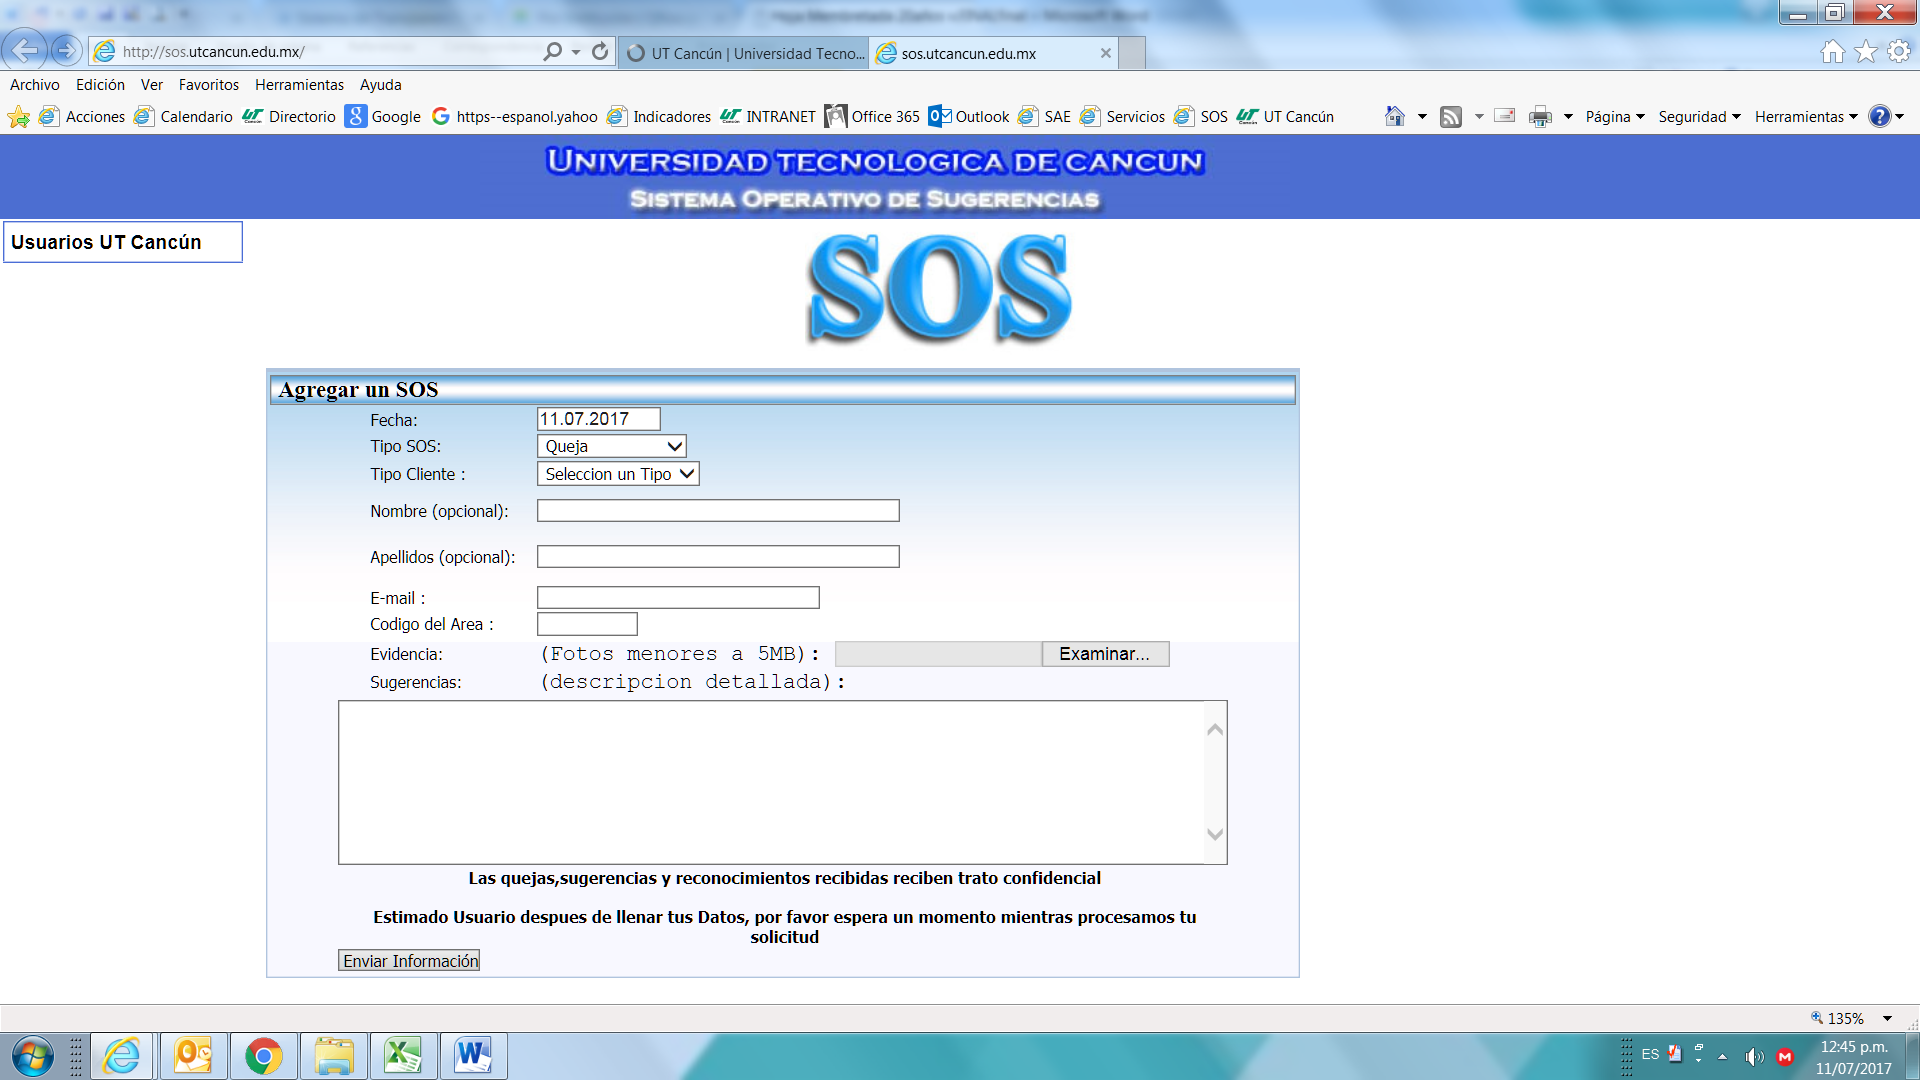 http://sos.utcancun.edu.mx/
UT Cancún | Universidad Tecno...
sos.utcancun.edu.mx
Archivo Edición Ver Favoritos Herramientas Ayuda
Acciones Calendario Directorio Google https--espanol.yahoo Indicadores INTRANET Office 365 Outlook SAE Servicios SOS UT Cancún Página Seguridad Herramientas
UNIVERSIDAD TECNOLOGICA DE CANCUN
SISTEMA OPERATIVO DE SUGERENCIAS
Usuarios UT Cancún
SOS
Agregar un SOS
Fecha: 11.07.2017
Tipo SOS: Queja
Tipo Cliente : Seleccion un Tipo
Nombre (opcional):
Apellidos (opcional):
E-mail :
Codigo del Area :
Evidencia: (Fotos menores a 5MB): Examinar...
Sugerencias: (descripcion detallada):
Las quejas,sugerencias y reconocimientos recibidas reciben trato confidencial
Estimado Usuario despues de llenar tus Datos, por favor espera un momento mientras procesamos tu
solicitud
Enviar Información
135%
ES
12:45 p.m.
11/07/2017